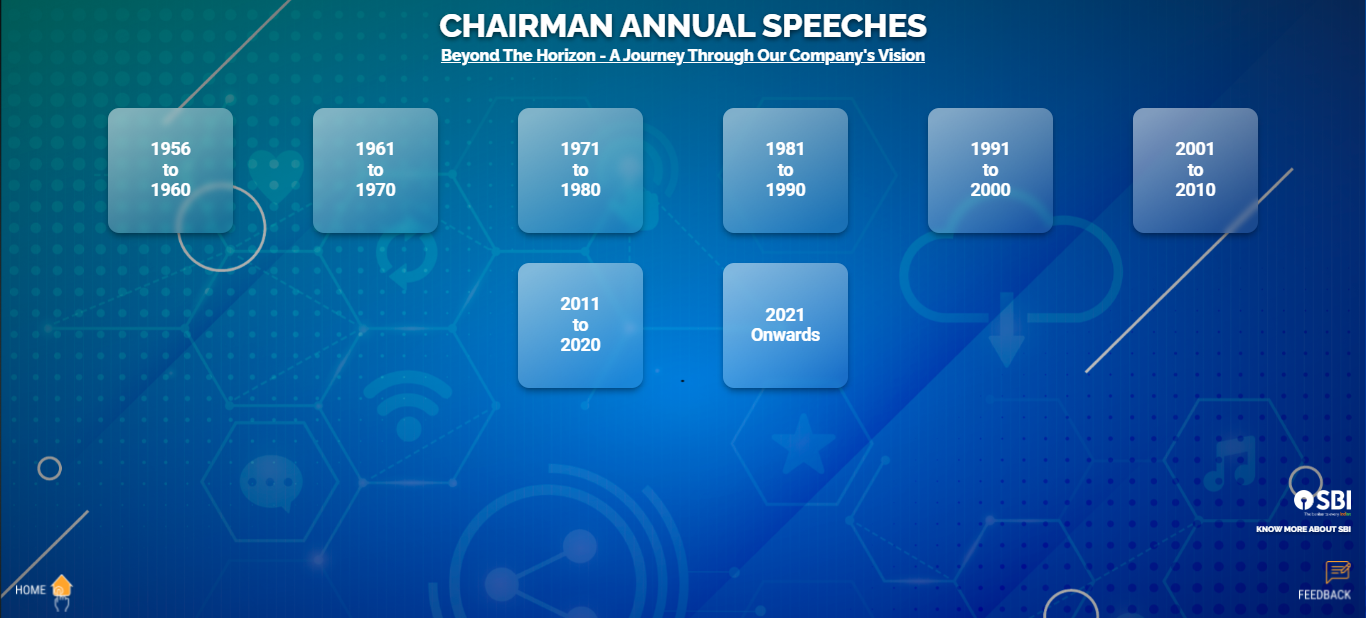 CHAIRMAN ANNUAL SPEECHES
Beyond The Horizon - A Journey Through Our Company's Vision
1956
to
1960
1961
to
1970
1971
to
1980
1981
to
1990
1991
to
2000
2001
to
2010
2011
to
2020
2021
Onwards
SBI
KNOW MORE ABOUT SBI
HOME
FEEDBACK